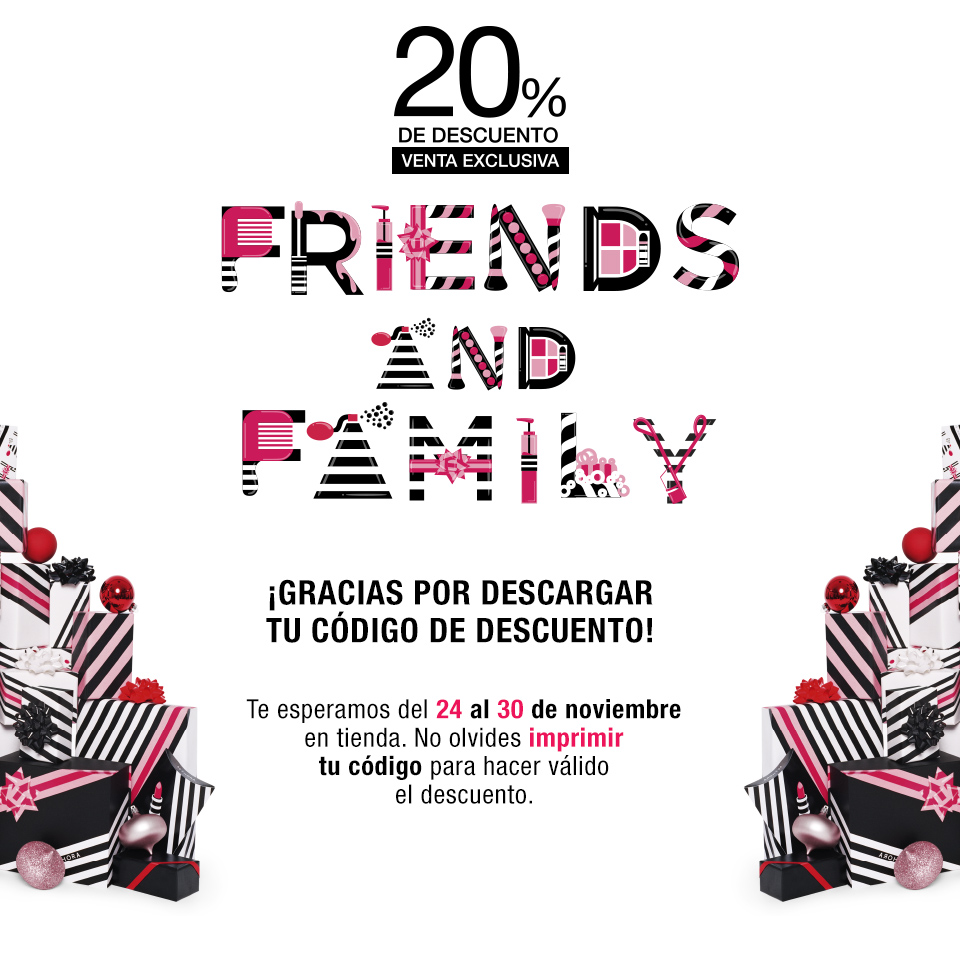 20%
DE DESCUENTO
VENTA EXCLUSIVA
FRIENDS
AND
FAMILY
¡GRACIAS POR DESCARGAR
TU CÓDIGO DE DESCUENTO!
Te esperamos del 24 al 30 de noviembre
en tienda. No olvides imprimir
tu código para hacer válido
el descuento.